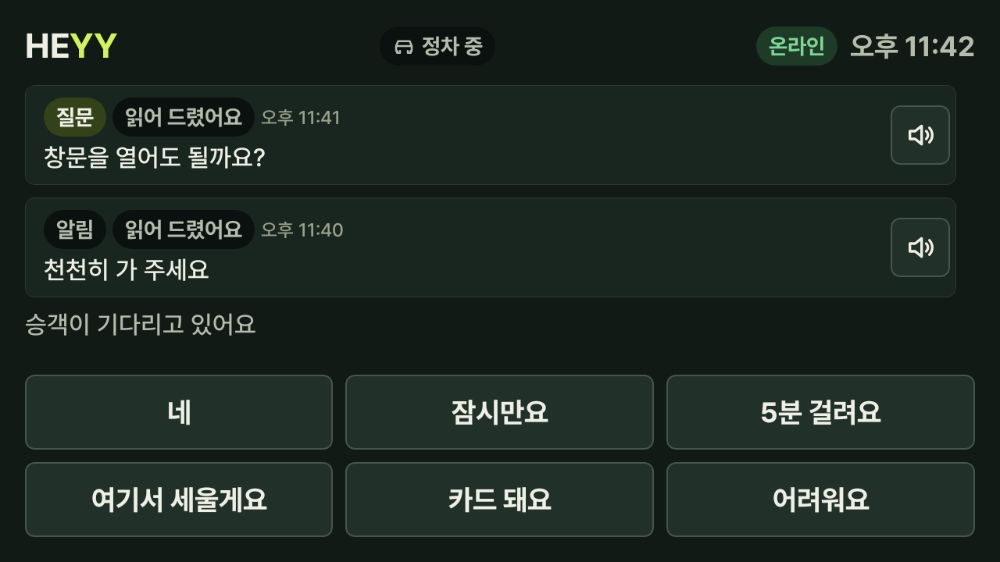 HEYY
정차 중
온라인
오후 11:42
질문 읽어 드렸어요 오후 11:41
창문을 열어도 될까요?
알림 읽어 드렸어요 오후 11:40
천천히 가 주세요
승객이 기다리고 있어요
네
잠시만요
5분 걸려요
여기서 세울게요
카드 돼요
어려워요